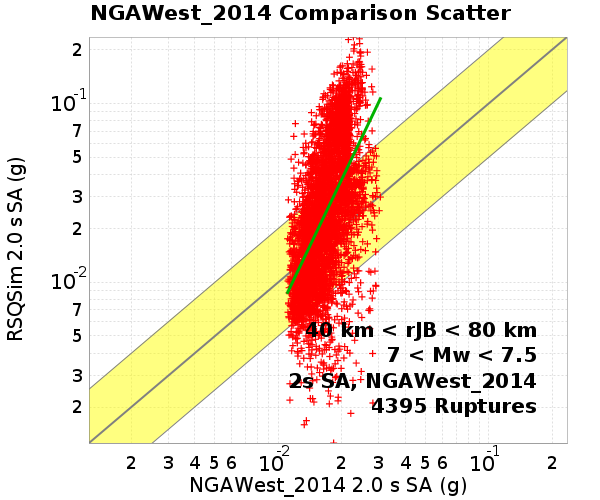 NGAWest_2014 Comparison Scatter
RSQSim 2.0 s SA (g)
2
10^-1
7
5
3
2
10^-2
7
5
3
2
40 km < rJB < 80 km
7 < Mw < 7.5
2s SA, NGAWest_2014
4395 Ruptures
2 3 4 5 6 10^-2 2 3 4 5 6 10^-1 2
NGAWest_2014 2.0 s SA (g)